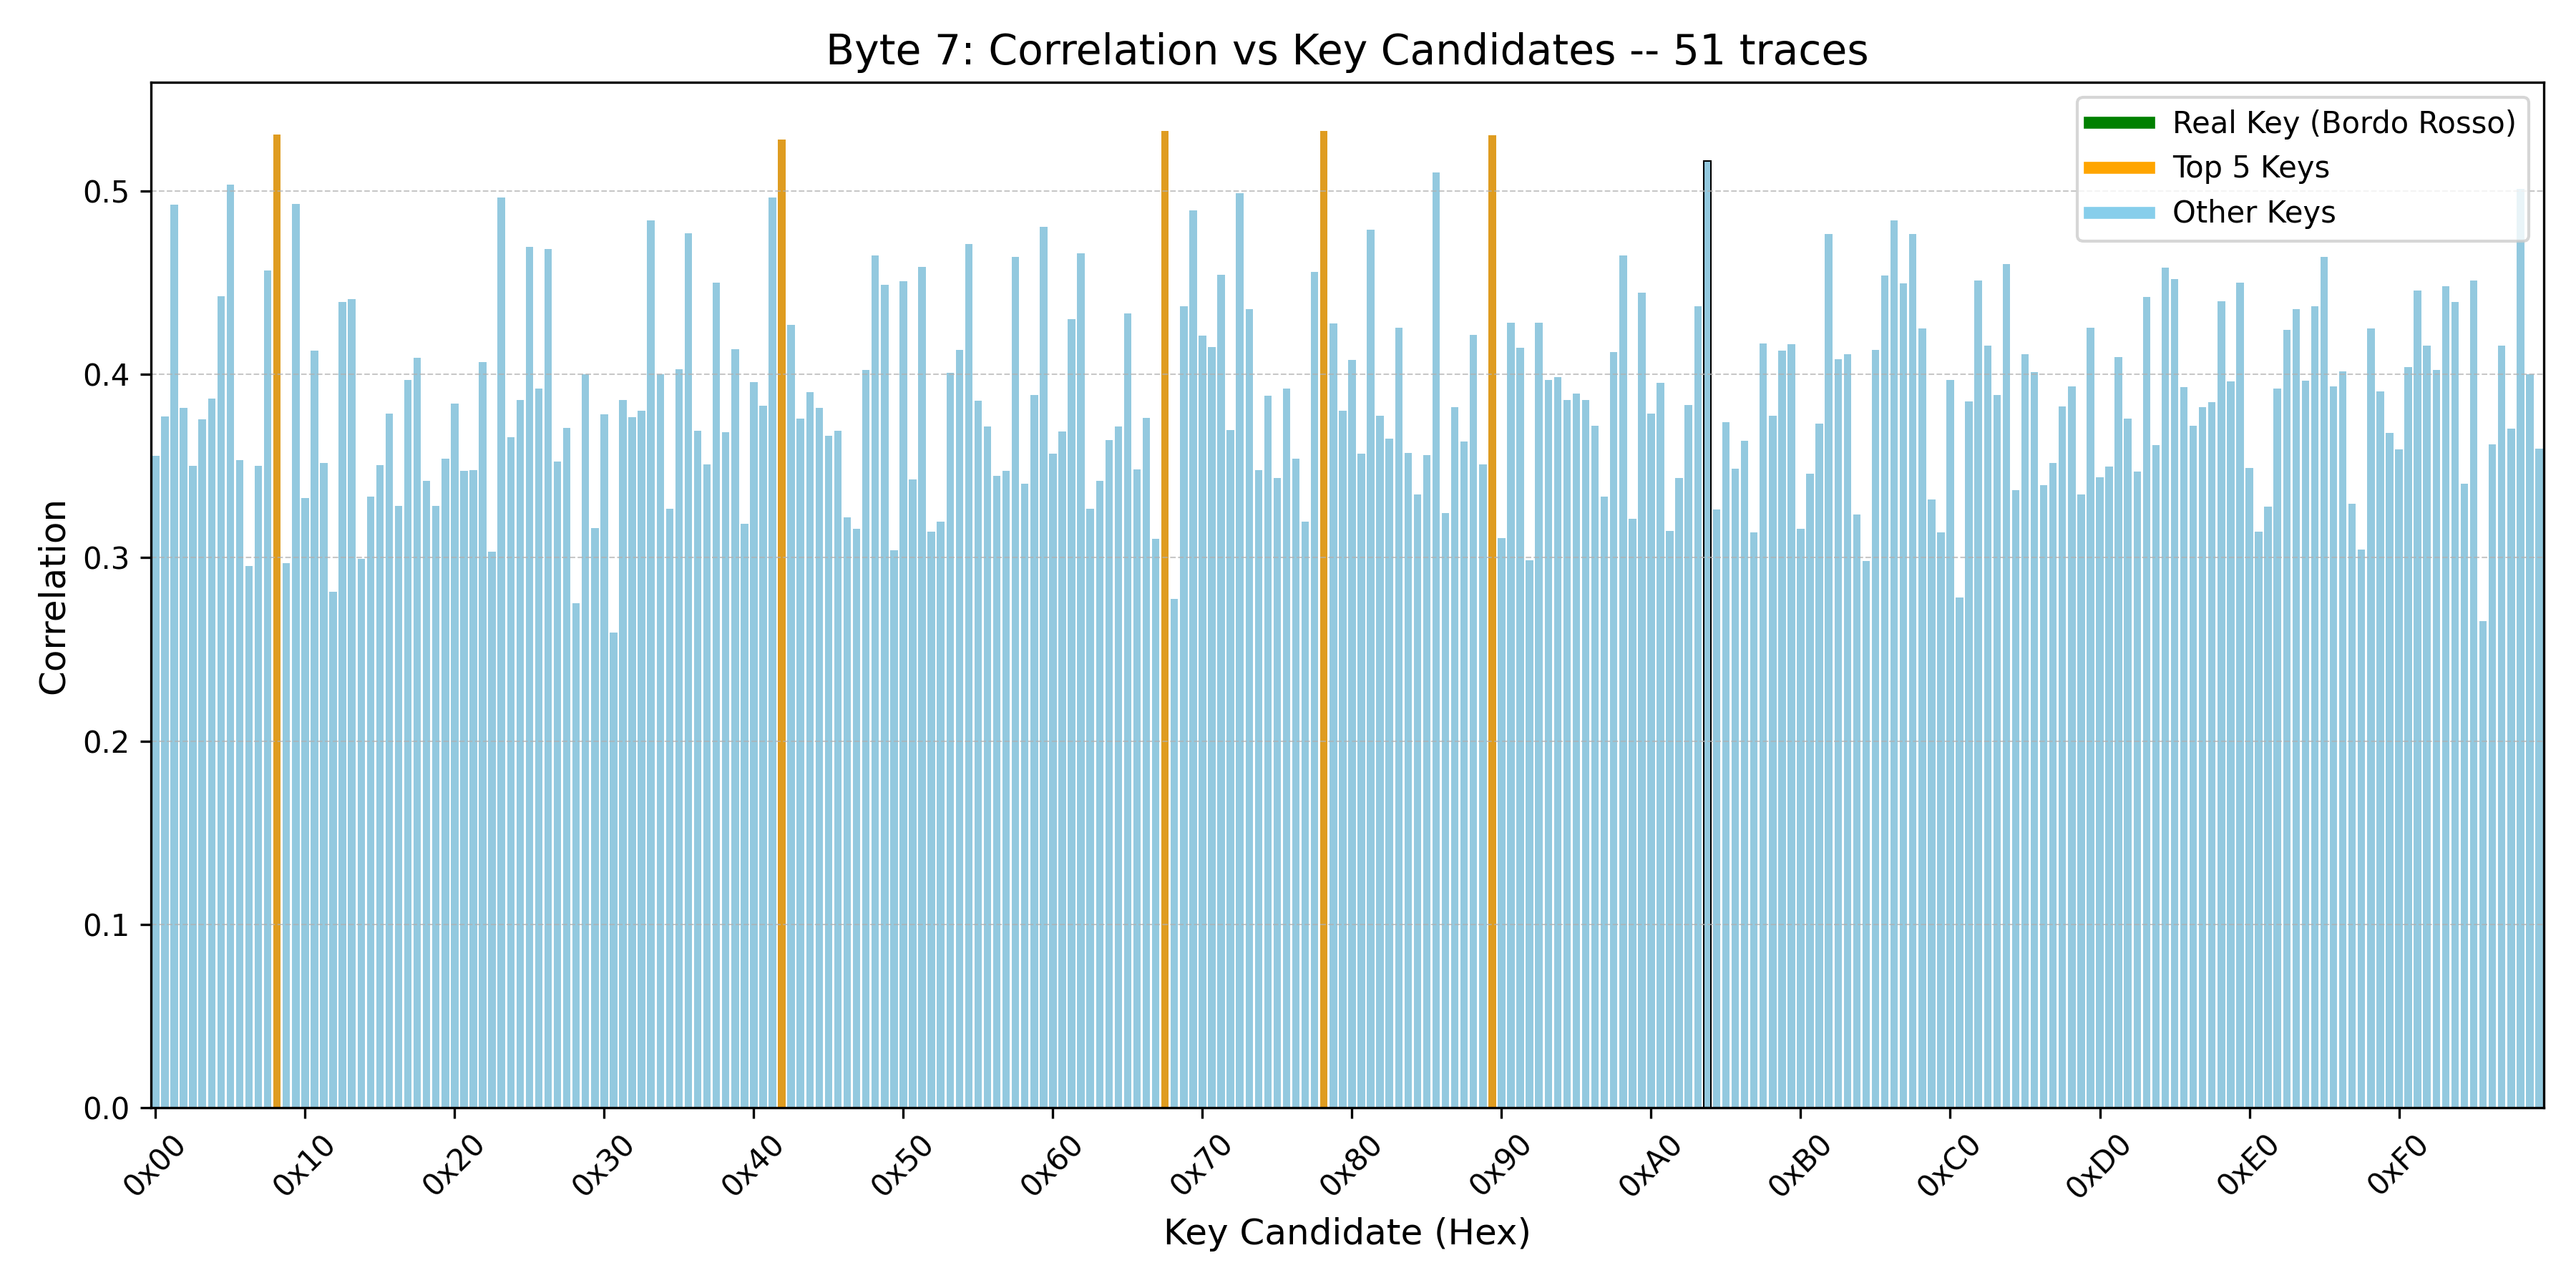 Byte 7: Correlation vs Key Candidates -- 51 traces
Real Key (Bordo Rosso)
Top 5 Keys
Other Keys
Correlation
0.5
0.4
0.3
0.2
0.1
0.0
0x00 0x10 0x20 0x30 0x40 0x50 0x60 0x70 0x80 0x90 0xA0 0xB0 0xC0 0xD0 0xE0 0xF0
Key Candidate (Hex)